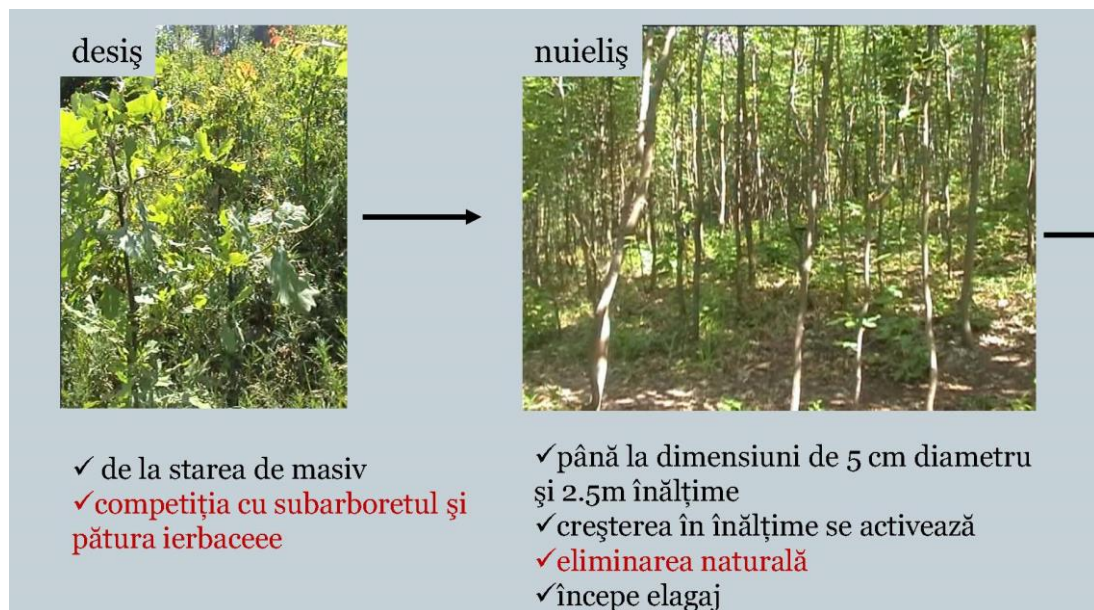 desiş
nuieliş
✓ de la starea de masiv
✓competiția cu subarboretul şi
pătura ierbaceee
✓până la dimensiuni de 5 cm diametru
şi 2.5m înălțime
✓creşterea în înălțime se activează
✓eliminarea naturală
✓începe elagaj